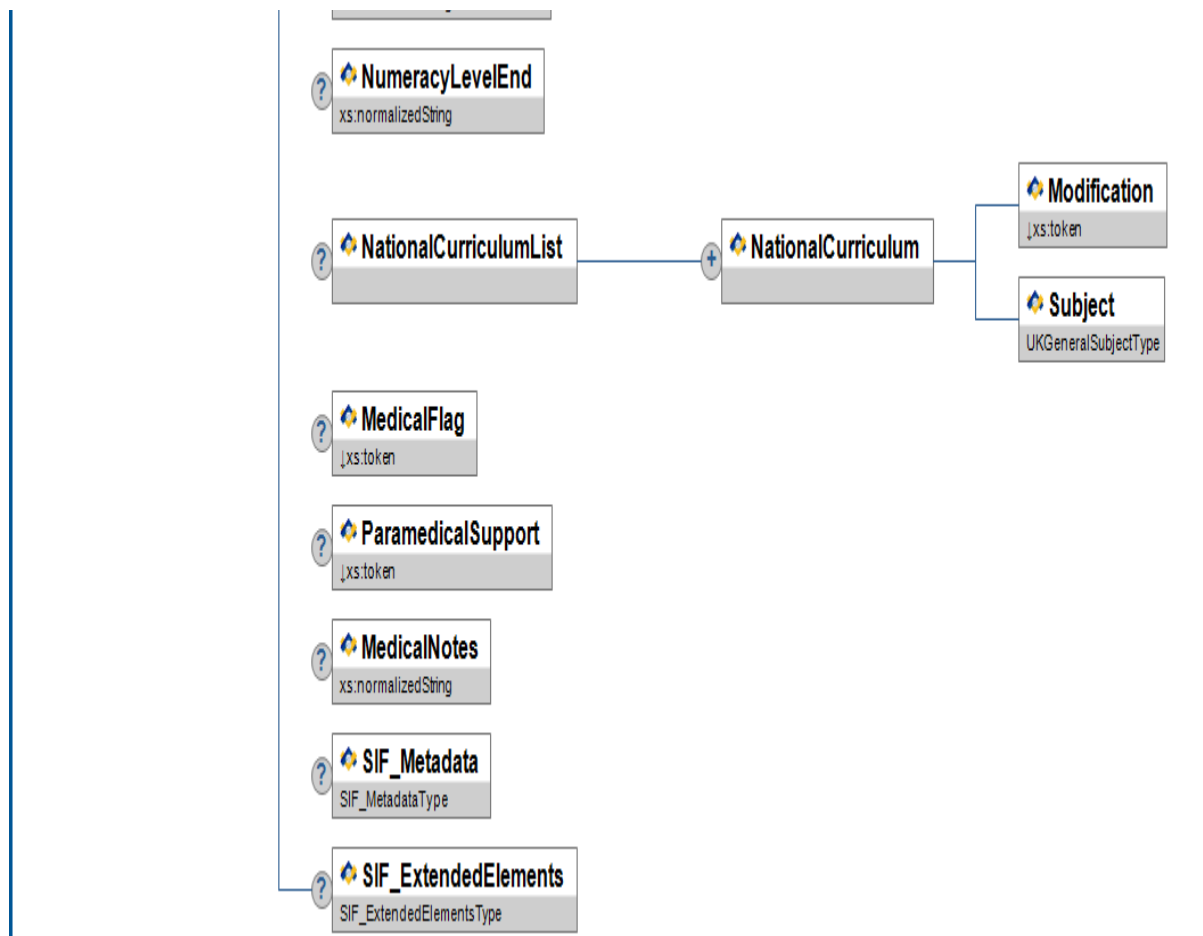 NumeracyLevelEnd
xs:normalizedString
?
Modification
↓xs:token
NationalCurriculumList
?
+
NationalCurriculum
Subject
UKGeneralSubjectType
MedicalFlag
?
↓xs:token
ParamedicalSupport
?
↓xs:token
MedicalNotes
?
xs:normalizedString
SIF_Metadata
?
SIF_MetadataType
SIF_ExtendedElements
?
SIF_ExtendedElementsType